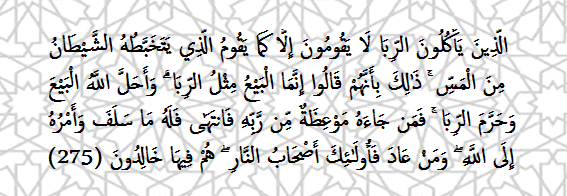 الَّذِينَ يَأْكُلُونَ الرِّبَا لَا يَقُومُونَ إِلَّا كَمَا يَقُومُ الَّذِي يَتَخَبَّطُهُ الشَّيْطَانُ
مِنَ الْمَسِّ ۚ ذَٰلِكَ بِأَنَّهُمْ قَالُوا إِنَّمَا الْبَيْعُ مِثْلُ الرِّبَا ۗ وَأَحَلَّ اللَّهُ الْبَيْعَ
وَحَرَّمَ الرِّبَا ۚ فَمَن جَاءَهُ مَوْعِظَةٌ مِّن رَّبِّهِ فَانتَهَىٰ فَلَهُ مَا سَلَفَ وَأَمْرُهُ
إِلَى اللَّهِ ۖ وَمَنْ عَادَ فَأُولَٰئِكَ أَصْحَابُ النَّارِ ۖ هُمْ فِيهَا خَالِدُونَ (275)